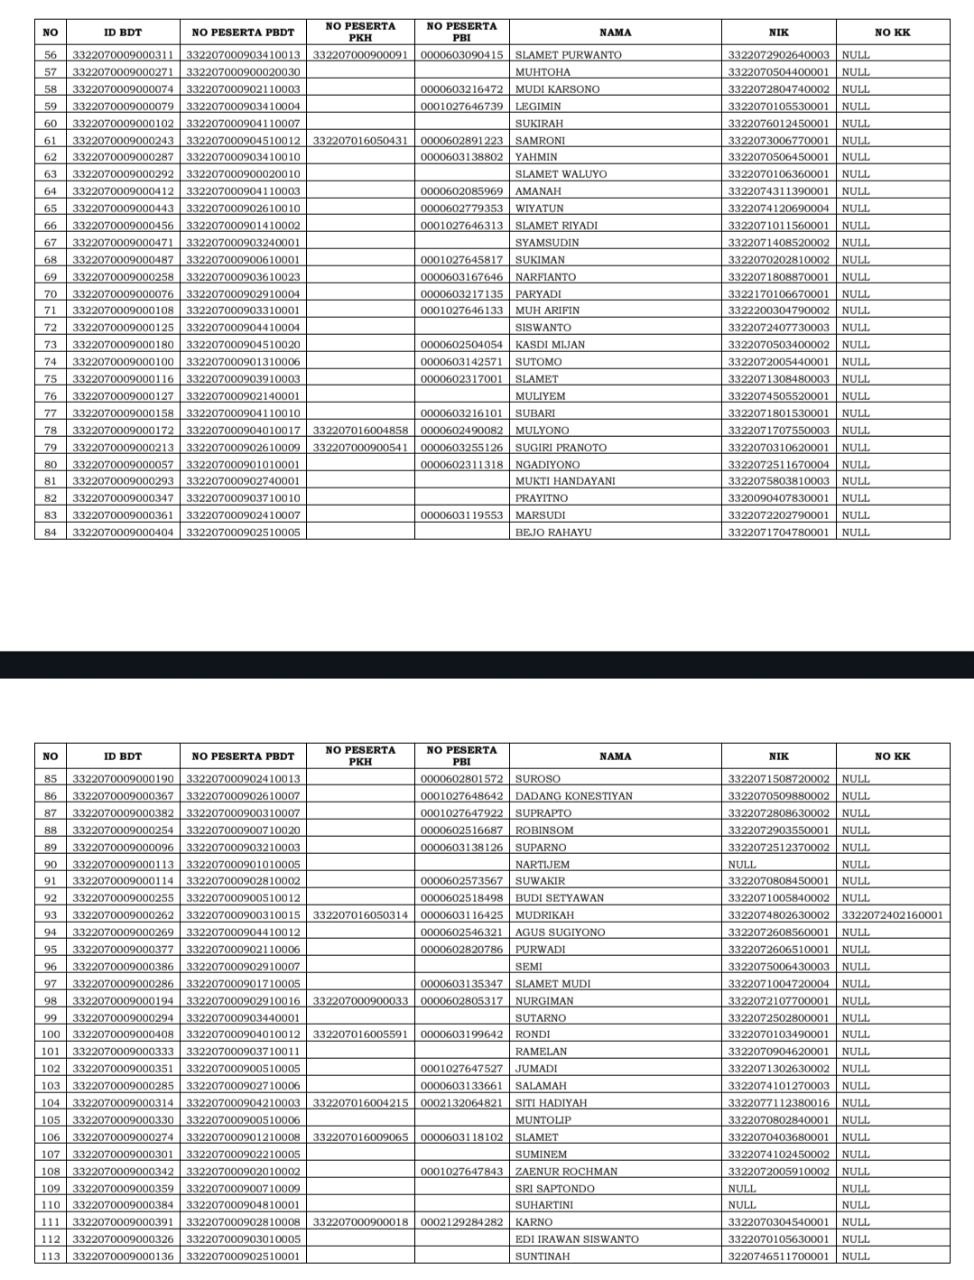 NO ID BDT NO PESERTA PBDT NO PESERTA PKH NO PESERTA PBI NAMA NIK NO KK
56 3322070009000311 332207000903410013 332207000900091 0000603090415 SLAMET PURWANTO 3322072902640003 NULL
57 3322070009000271 332207000900020030 MUHTOHA 3322070504400001 NULL
58 3322070009000074 332207000902110003 0000603216472 MUDI KARSONO 3322072804740002 NULL
59 3322070009000079 332207000903410004 0001027646739 LEGIMIN 3322070105530001 NULL
60 3322070009000102 332207000904110007 SUKIRAH 3322076012450001 NULL
61 3322070009000243 332207000904510012 332207016050431 0000602891223 SAMRONI 3322073006770001 NULL
62 3322070009000287 332207000903410010 0000603138802 YAHMIN 3322070506450001 NULL
63 3322070009000292 332207000900020010 SLAMET WALUYO 3322070106360001 NULL
64 3322070009000412 332207000904110003 0000602085969 AMANAH 3322074311390001 NULL
65 3322070009000443 332207000902610010 0000602779353 WIYATUN 3322074120690004 NULL
66 3322070009000456 332207000901410002 0001027646313 SLAMET RIYADI 3322071011560001 NULL
67 3322070009000471 332207000903240001 SYAMSUDIN 3322071408520002 NULL
68 3322070009000487 332207000900610001 0001027645817 SUKIMAN 3322070202810002 NULL
69 3322070009000258 332207000903610023 0000603167646 NARFIANTO 3322071808870001 NULL
70 3322070009000076 332207000902910004 0000603217135 PARYADI 3322170106670001 NULL
71 3322070009000108 332207000903310001 0001027646133 MUH ARIFIN 3322200304790002 NULL
72 3322070009000125 332207000904410004 SISWANTO 3322072407730003 NULL
73 3322070009000180 332207000904510020 0000602504054 KASDI MIJAN 3322070503400002 NULL
74 3322070009000100 332207000901310006 0000603142571 SUTOMO 3322072005440001 NULL
75 3322070009000116 332207000903910003 0000602317001 SLAMET 3322071308480003 NULL
76 3322070009000127 332207000902140001 MULIYEM 3322074505520001 NULL
77 3322070009000158 332207000904110010 0000603216101 SUBARI 3322071801530001 NULL
78 3322070009000172 332207000904010017 332207016004858 0000602490082 MULYONO 3322071707550003 NULL
79 3322070009000213 332207000902610009 332207000900541 0000603255126 SUGIRI PRANOTO 3322070310620001 NULL
80 3322070009000057 332207000901010001 0000602311318 NGADIYONO 3322072511670004 NULL
81 3322070009000293 332207000902740001 MUKTI HANDAYANI 3322075803810003 NULL
82 3322070009000347 332207000903710010 PRAYITNO 3320090407830001 NULL
83 3322070009000361 332207000902410007 0000603119553 MARSUDI 3322072202790001 NULL
84 3322070009000404 332207000902510005 BEJO RAHAYU 3322071704780001 NULL
NO ID BDT NO PESERTA PBDT NO PESERTA PKH NO PESERTA PBI NAMA NIK NO KK
85 3322070009000190 332207000902410013 0000602801572 SUROSO 3322071508720002 NULL
86 3322070009000367 332207000902610007 0001027648642 DADANG KONESTIYAN 3322070509880002 NULL
87 3322070009000382 332207000900310007 0001027647922 SUPRAPTO 3322072808630002 NULL
88 3322070009000254 332207000900710020 0000602516687 ROBINSOM 3322072903550001 NULL
89 3322070009000096 332207000903210003 0000603138126 SUPARNO 3322072512370002 NULL
90 3322070009000113 332207000901010005 NARTIJEM NULL NULL
91 3322070009000114 332207000902810002 0000602573567 SUWAKIR 3322070808450001 NULL
92 3322070009000255 332207000900510012 0000602518498 BUDI SETYAWAN 3322071005840002 NULL
93 3322070009000262 332207000900310015 332207016050314 0000603116425 MUDRIKAH 3322074802630002 3322072402160001
94 3322070009000269 332207000904410012 0000602546321 AGUS SUGIYONO 3322072608560001 NULL
95 3322070009000377 332207000902110006 0000602820786 PURWADI 3322072606510001 NULL
96 3322070009000386 332207000902910007 SEMI 3322075006430003 NULL
97 3322070009000286 332207000901710005 0000603135347 SLAMET MUDI 3322071004720004 NULL
98 3322070009000194 332207000902910016 332207000900033 0000602805317 NURGIMAN 3322072107700001 NULL
99 3322070009000294 332207000903440001 SUTARNO 3322072502800001 NULL
100 3322070009000408 332207000904010012 332207016005591 0000603199642 RONDI 3322070103490001 NULL
101 3322070009000333 332207000903710011 RAMELAN 3322070904620001 NULL
102 3322070009000351 332207000900510005 0001027647527 JUMADI 3322071302630002 NULL
103 3322070009000285 332207000902710006 0000603133661 SALAMAH 3322074101270003 NULL
104 3322070009000314 332207000904210003 332207016004215 0002132064821 SITI HADIYAH 3322077112380016 NULL
105 3322070009000330 332207000900510006 MUNTOLIP 3322070802840001 NULL
106 3322070009000274 332207000901210008 332207016009065 0000603118102 SLAMET 3322070403680001 NULL
107 3322070009000301 332207000902210005 SUMINEM 3322074102450002 NULL
108 3322070009000342 332207000902010002 0001027647843 ZAENUR ROCHMAN 3322072005910002 NULL
109 3322070009000359 332207000900710009 SRI SAPTONDO NULL NULL
110 3322070009000384 332207000904810001 SUHARTINI NULL NULL
111 3322070009000391 332207000902810008 332207000900018 0002129284282 KARNO 3322070304540001 NULL
112 3322070009000326 332207000903010005 EDI IRAWAN SISWANTO 3322070105630001 NULL
113 3322070009000136 332207000902510001 SUNTINAH 3220746511700001 NULL